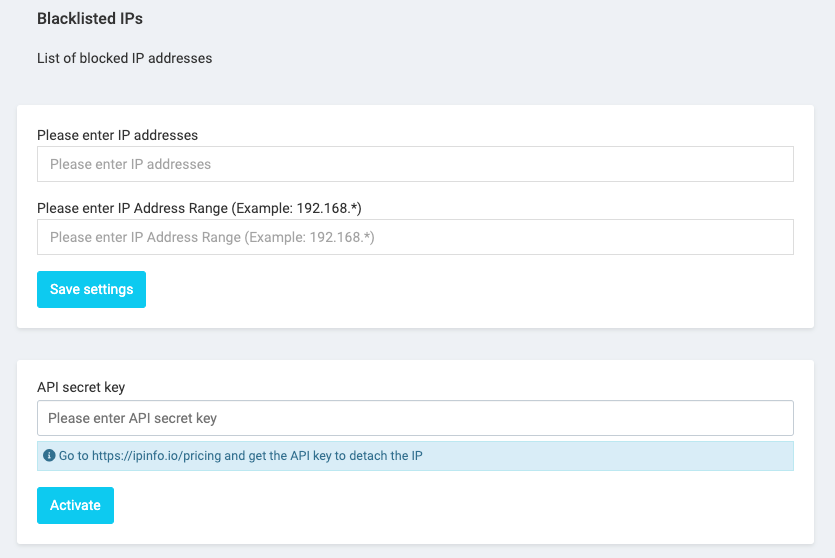 Blacklisted IPs
List of blocked IP addresses
Please enter IP addresses
Please enter IP addresses
Please enter IP Address Range (Example: 192.168.*)
Please enter IP Address Range (Example: 192.168.*)
Save settings
API secret key
Please enter API secret key
Go to https://ipinfo.io/pricing and get the API key to detach the IP
Activate